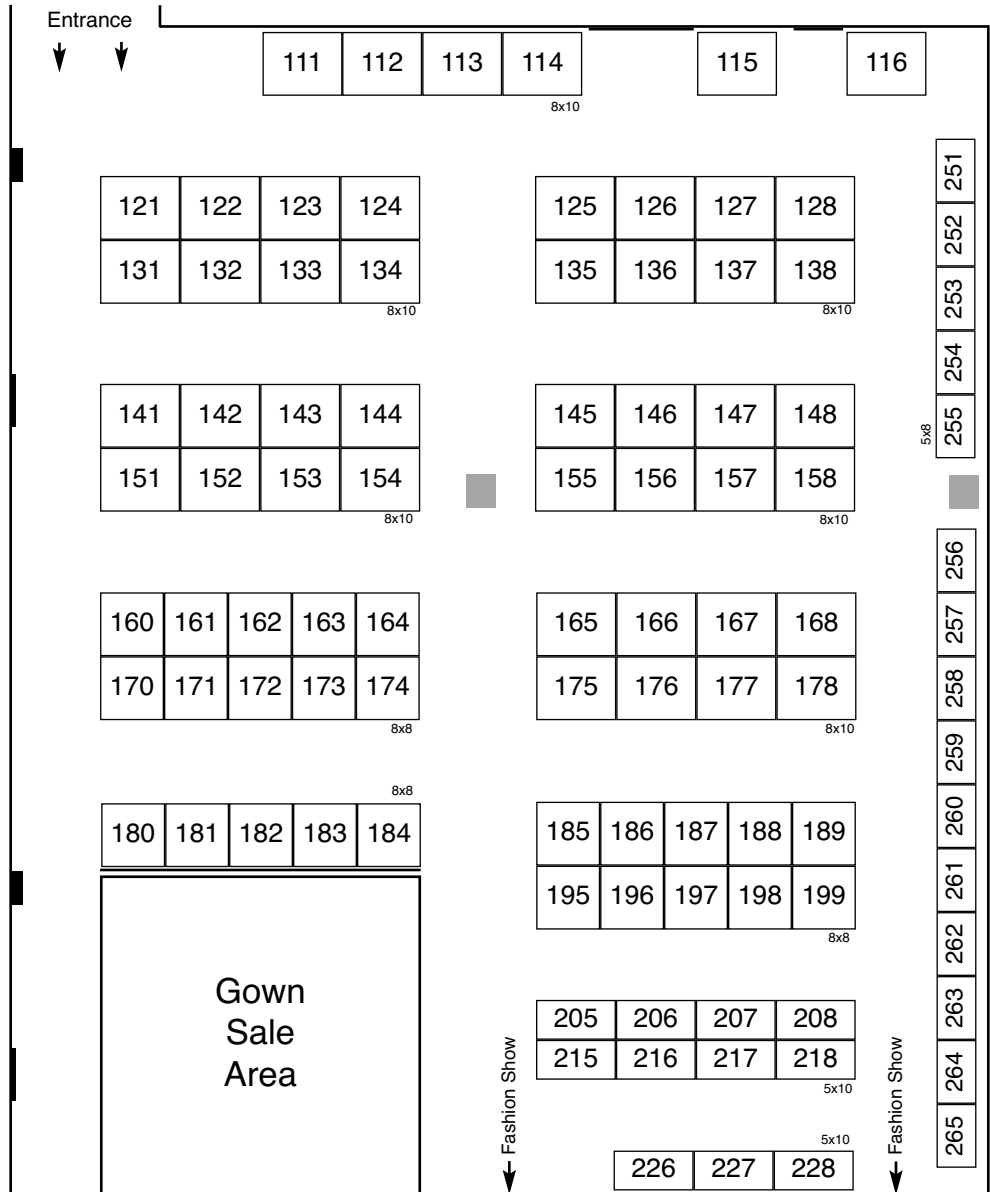 Entrance
111 112 113 114 115 116
8x10
121 122 123 124
131 132 133 134
8x10
125 126 127 128
135 136 137 138
8x10
251
252
253
254
255
5x8
141 142 143 144
151 152 153 154
8x10
145 146 147 148
155 156 157 158
8x10
160 161 162 163 164
170 171 172 173 174
8x8
165 166 167 168
175 176 177 178
8x10
256
257
258
259
260
261
262
263
264
265
8x8
180 181 182 183 184
185 186 187 188 189
195 196 197 198 199
8x8
Gown
Sale
Area
205 206 207 208
215 216 217 218
5x10
Fashion Show
Fashion Show
5x10
226 227 228